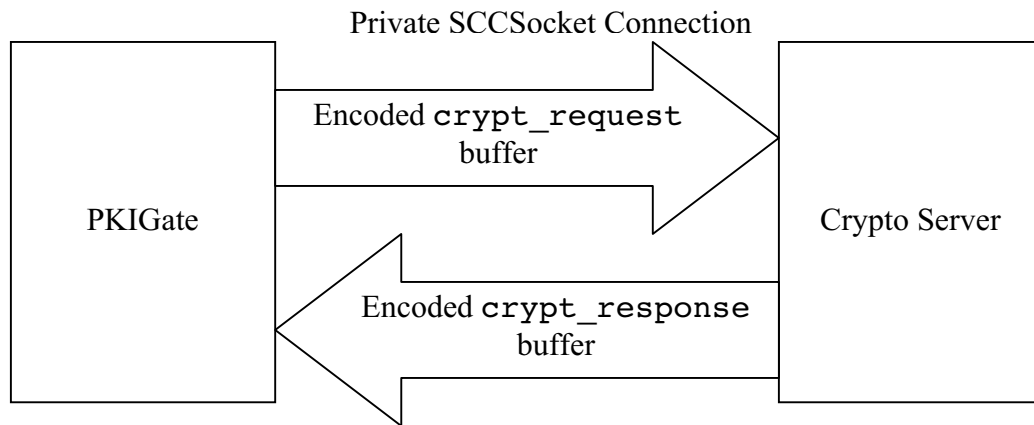 Private SCCSocket Connection
Encoded crypt_request
buffer
PKIGate
Crypto Server
Encoded crypt_response
buffer